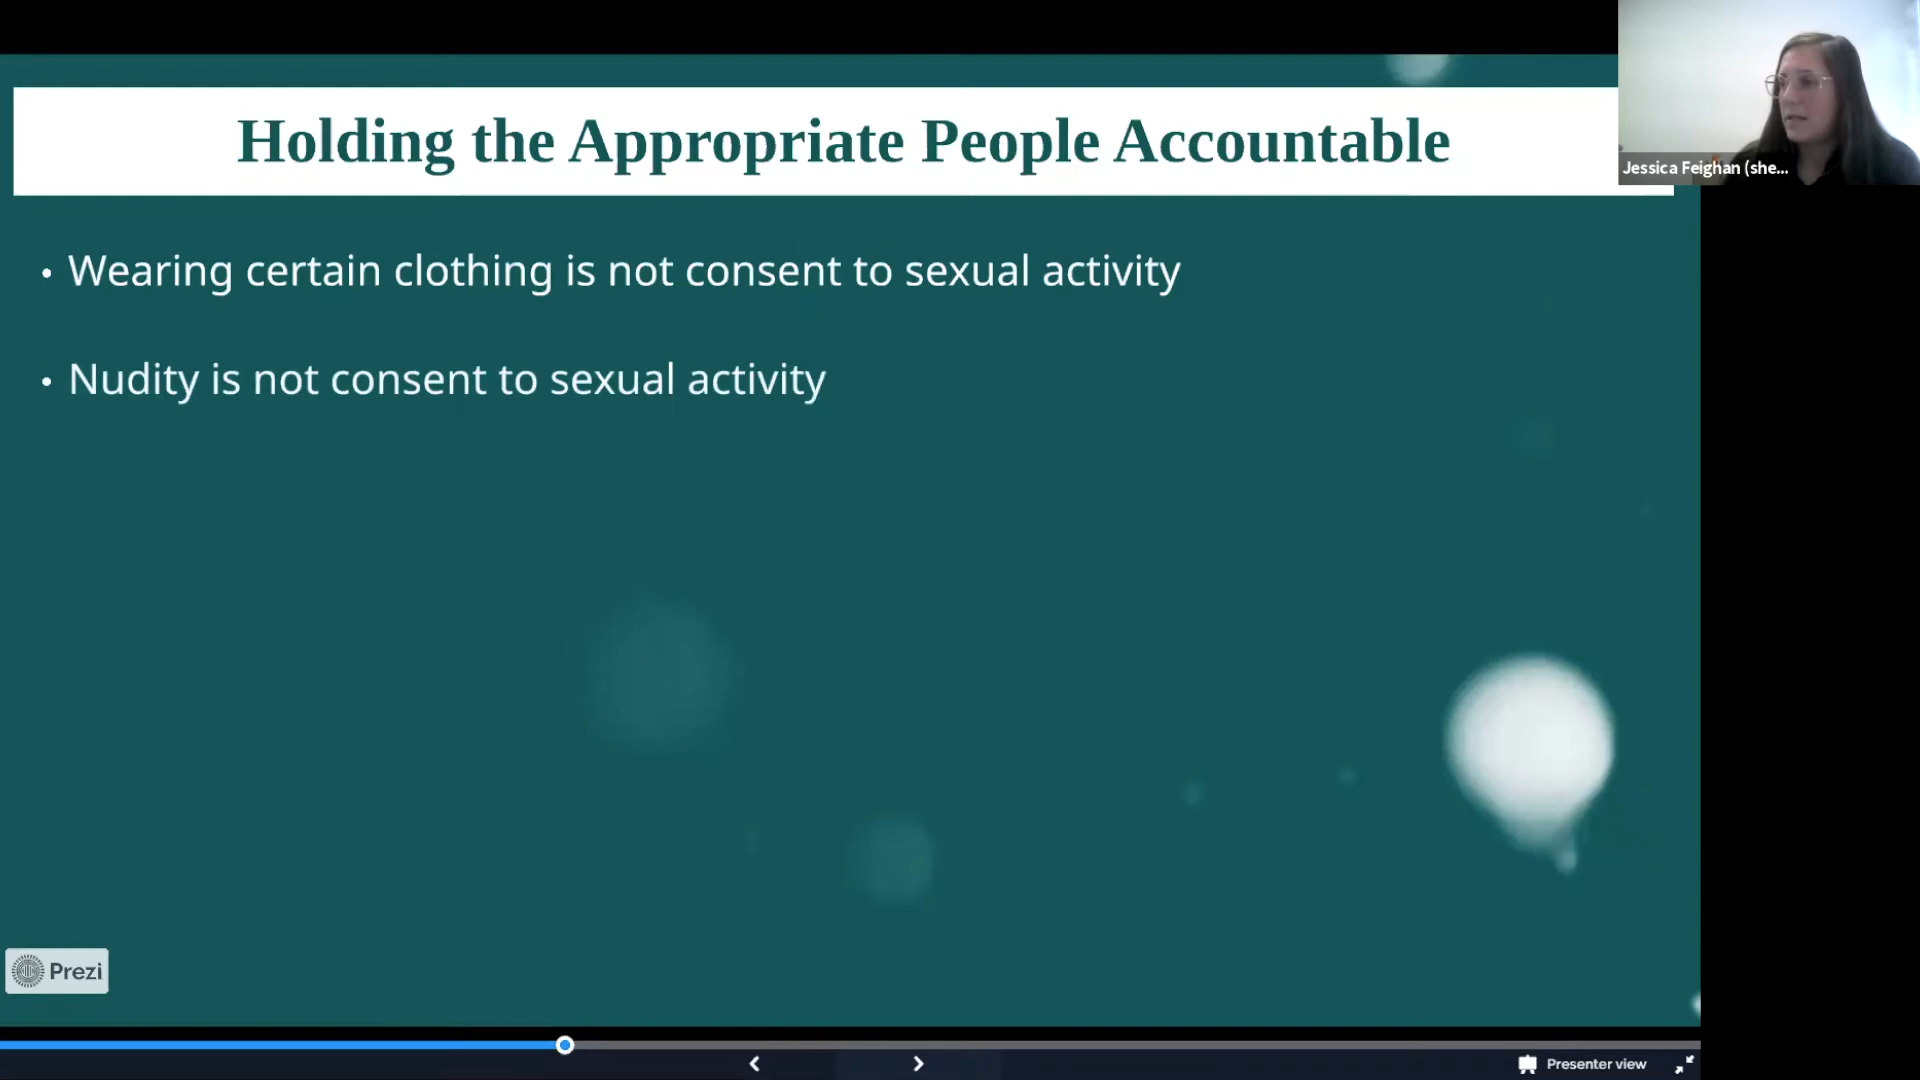 Holding the Appropriate People Accountable
Jessica Feighan (she...
• Wearing certain clothing is not consent to sexual activity
• Nudity is not consent to sexual activity
Prezi
Presenter view